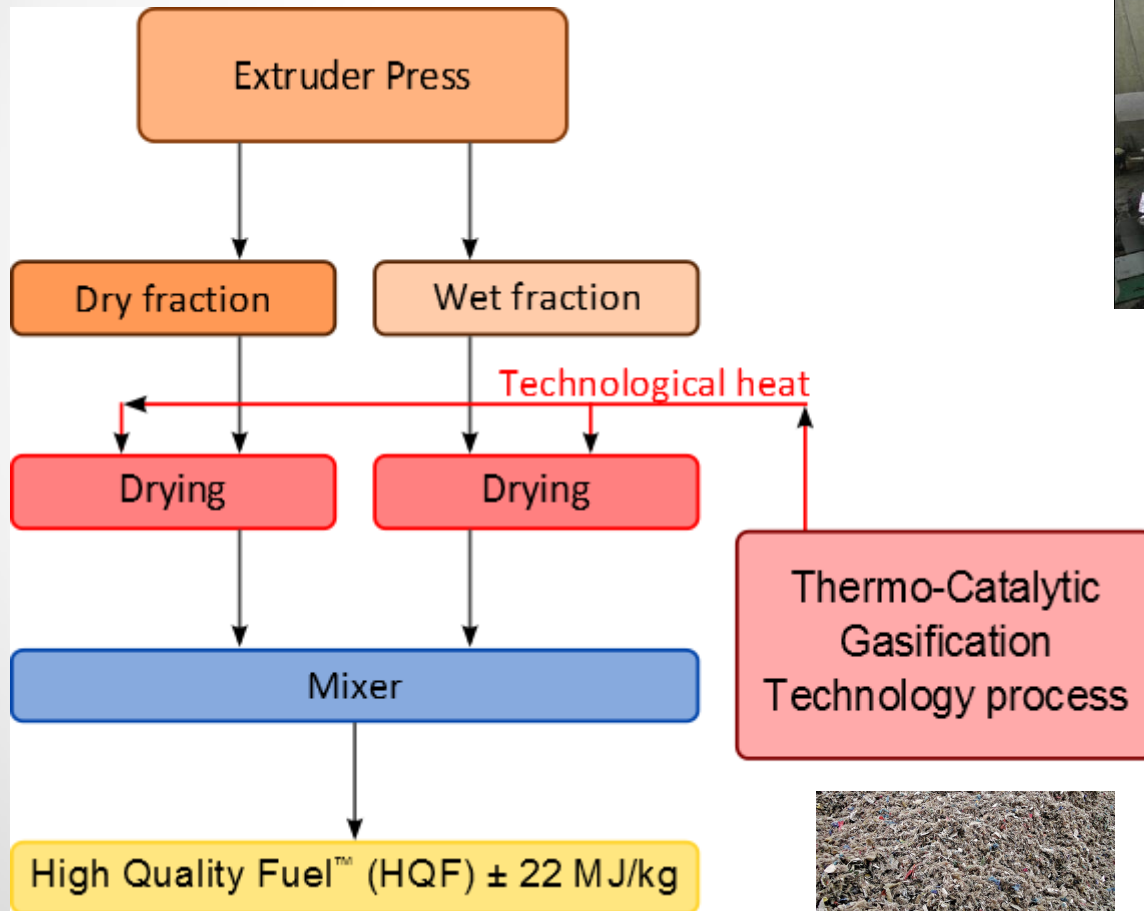 Extruder Press
Dry fraction
Wet fraction
Technological heat
Drying
Drying
Thermo-Catalytic
Gasification
Technology process
Mixer
High Quality Fuel™ (HQF) ± 22 MJ/kg